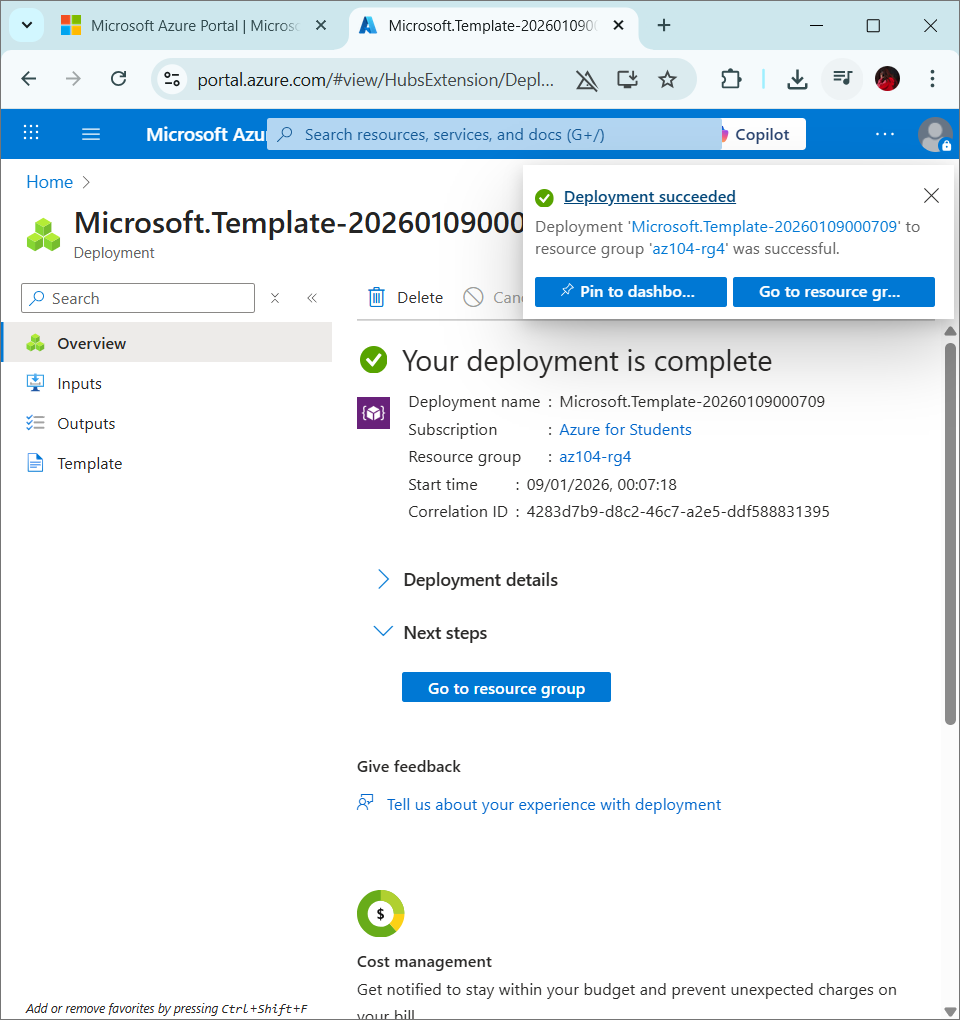 Microsoft Azure Portal | Micros
Microsoft.Template-2026010900
portal.azure.com/#view/HubsExtension/Depl...
Microsoft Azu
Search resources, services, and docs (G+/)
Copilot
Home
Microsoft.Template-20260109000
Deployment
Deployment succeeded
Deployment 'Microsoft.Template-20260109000709' to
resource group 'az104-rg4' was successful.
Pin to dashbo...
Go to resource gr...
Search
Delete
Canc
Overview
Inputs
Outputs
Template
Your deployment is complete
Deployment name : Microsoft.Template-20260109000709
Subscription : Azure for Students
Resource group : az104-rg4
Start time : 09/01/2026, 00:07:18
Correlation ID : 4283d7b9-d8c2-46c7-a2e5-ddf588831395
Deployment details
Next steps
Go to resource group
Give feedback
Tell us about your experience with deployment
$
Cost management
Get notified to stay within your budget and prevent unexpected charges on
your bill.
Add or remove favorites by pressing Ctrl+Shift+F